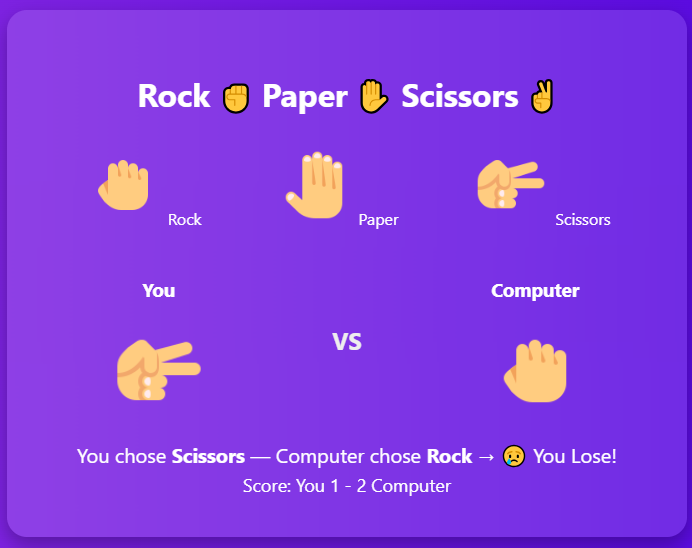 Rock ✊ Paper ✋ Scissors ✌
Rock Paper Scissors
You Computer
VS
You chose Scissors — Computer chose Rock → 😢 You Lose!
Score: You 1 - 2 Computer